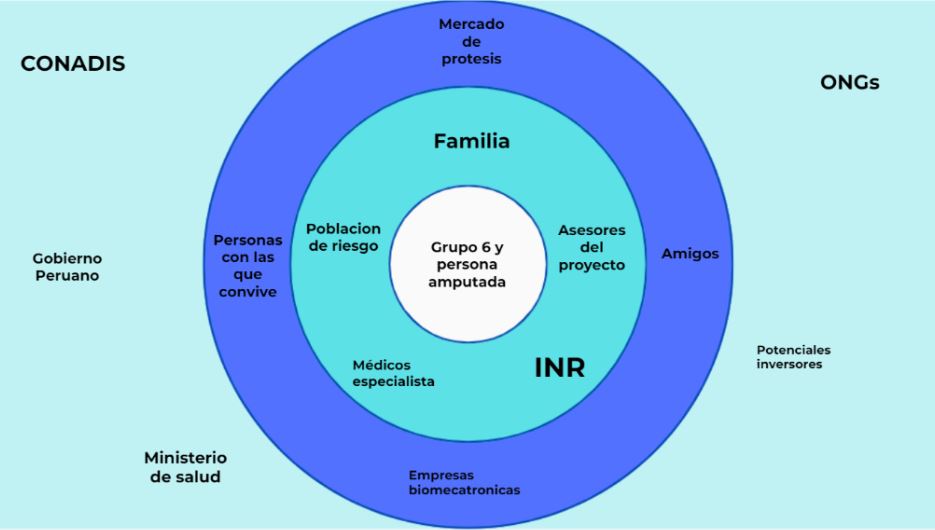 Mercado
de
protesis
CONADIS
ONGs
Familia
Poblacion
de riesgo
Asesores
del
proyecto
Personas
con las
que
convive
Grupo 6 y
persona
amputada
Amigos
Gobierno
Peruano
Potenciales
inversores
Médicos
especialista
INR
Ministerio
de salud
Empresas
biomecatronicas